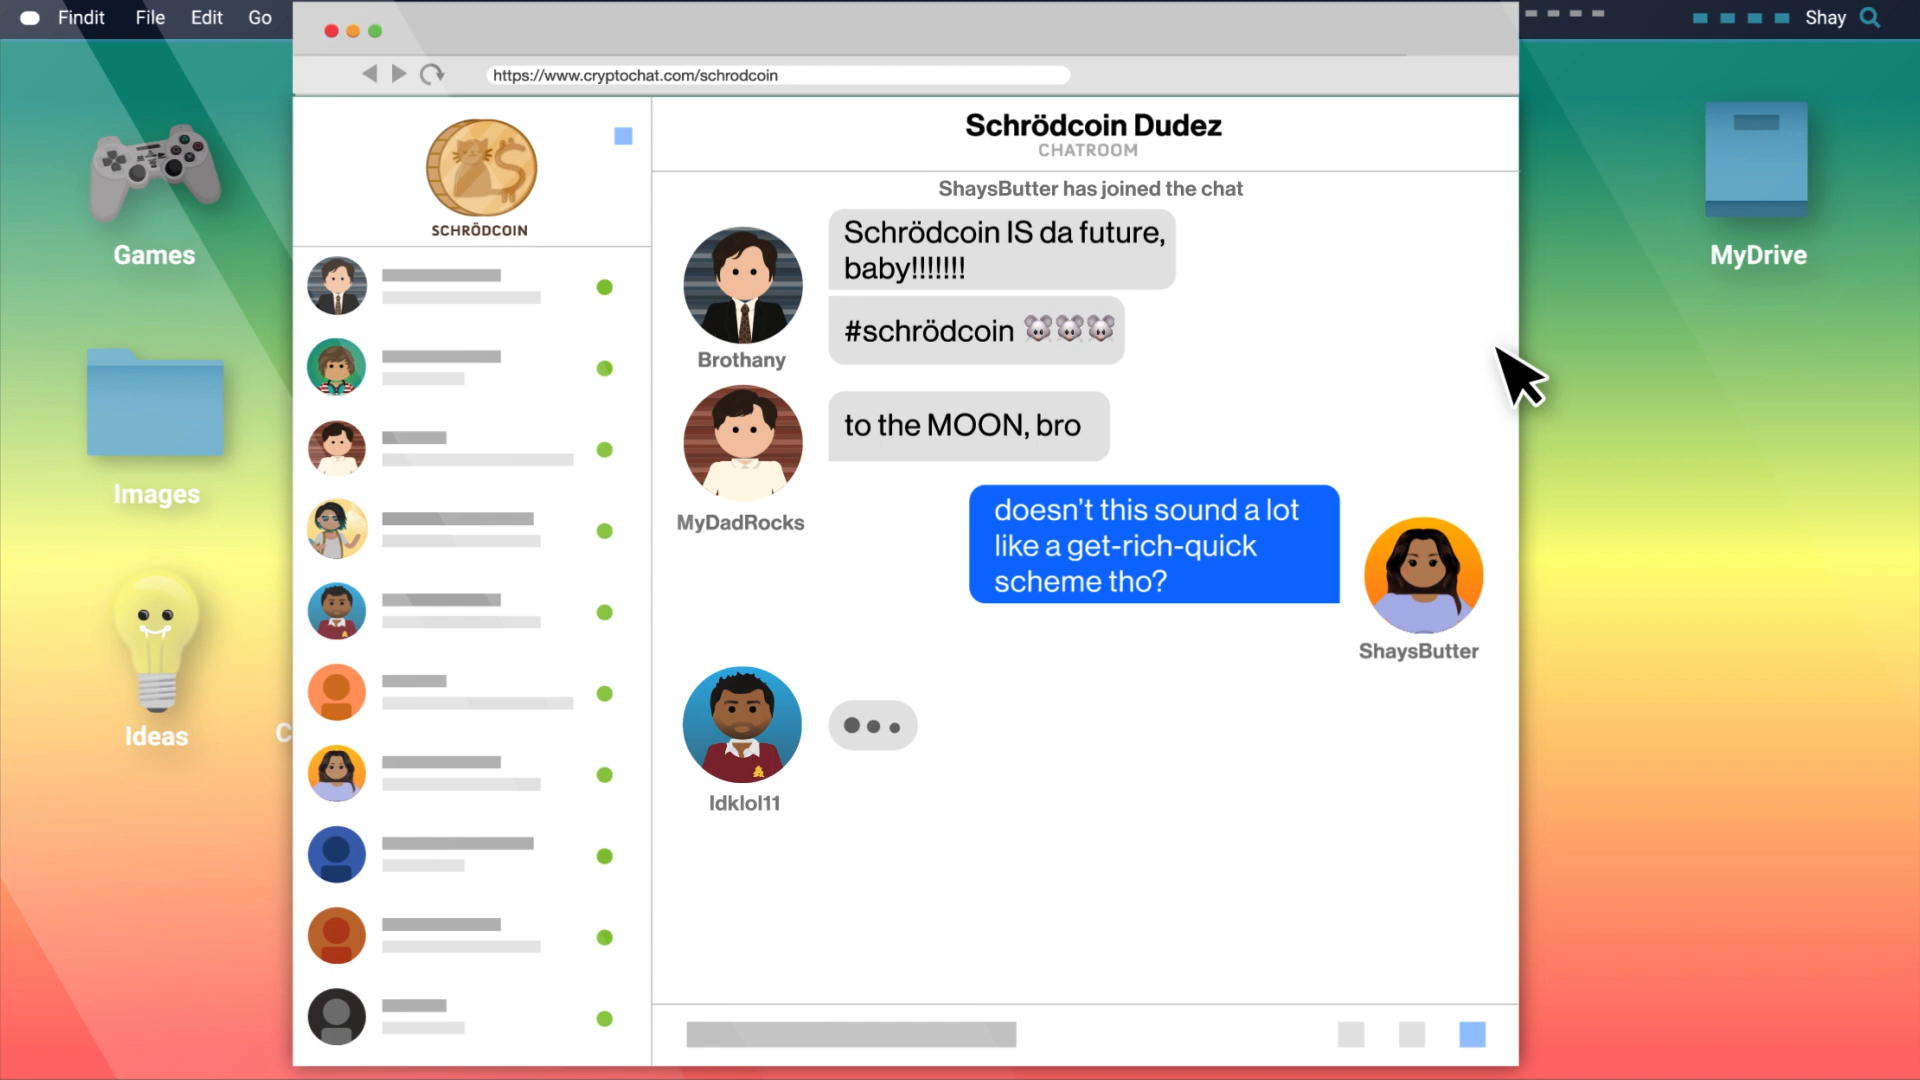 Findit File Edit Go
Shay
https://www.cryptochat.com/schrodcoin
Games
Images
Ideas
C
MyDrive
SCHRÖDCOIN
Schrödcoin Dudez
CHATROOM
ShaysButter has joined the chat
Schrödcoin IS da future,
baby!!!!!!!
#schrödcoin 🐭🐭🐭
Brothany
to the MOON, bro
MyDadRocks
doesn’t this sound a lot
like a get-rich-quick
scheme tho?
ShaysButter
Idklol11